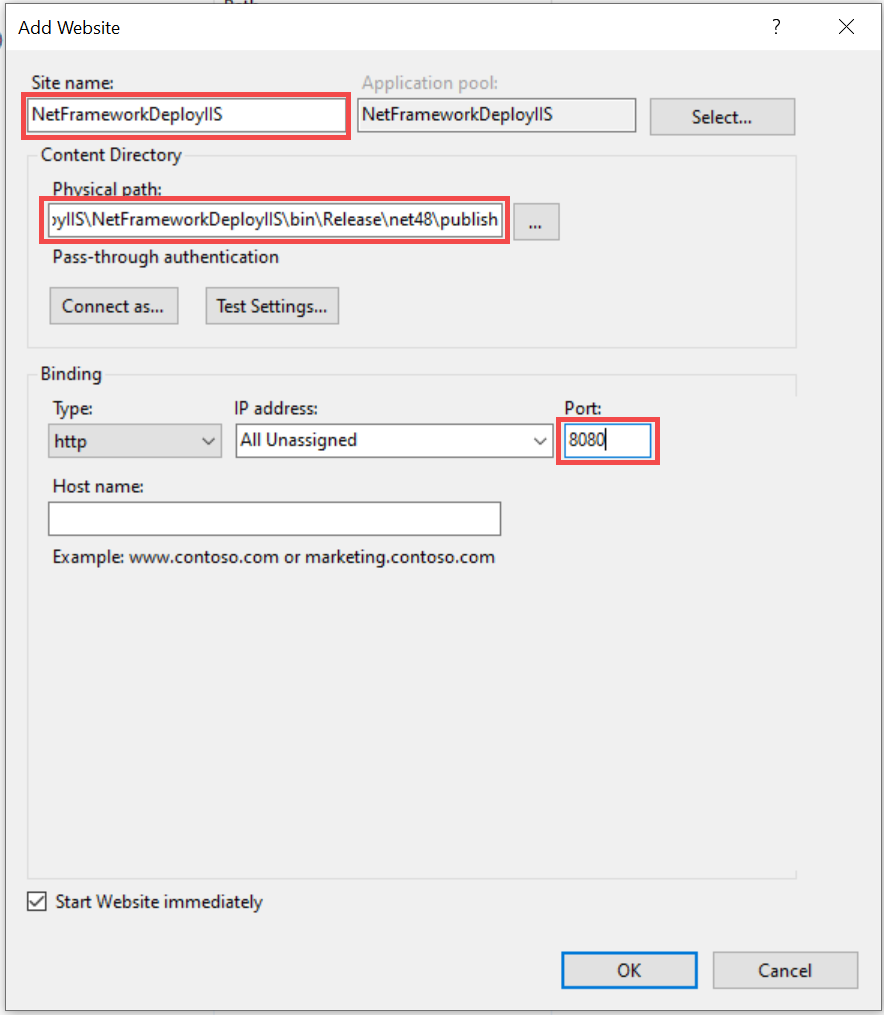 Add Website
?
Site name:
Application pool:
NetFrameworkDeployIIS
NetFrameworkDeployIIS
Select...
Content Directory
Physical path:
oyIIS\NetFrameworkDeployIIS\bin\Release\net48\publish
...
Pass-through authentication
Connect as...
Test Settings...
Binding
Type:
IP address:
Port:
http
All Unassigned
8080
Host name:
Example: www.contoso.com or marketing.contoso.com
Start Website immediately
OK
Cancel